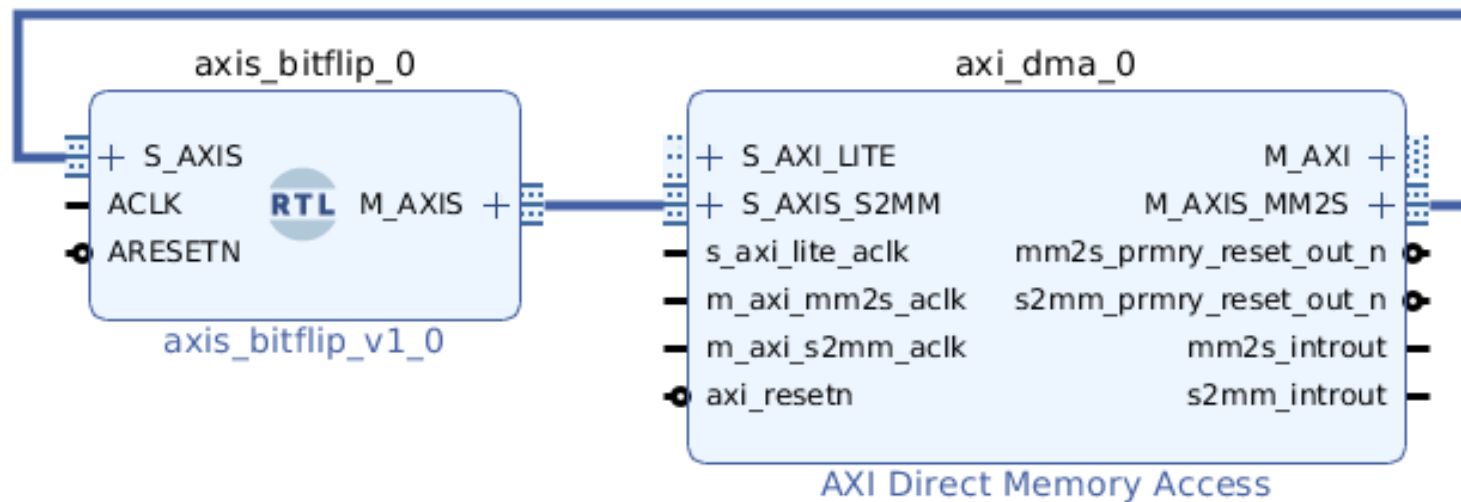 axis_bitflip_0
S_AXIS
ACLK
ARESETN
RTL
M_AXIS
axis_bitflip_v1_0
axi_dma_0
S_AXI_LITE
S_AXIS_S2MM
s_axi_lite_aclk
m_axi_mm2s_aclk
m_axi_s2mm_aclk
axi_resetn
M_AXI
M_AXIS_MM2S
mm2s_prmry_reset_out_n
s2mm_prmry_reset_out_n
mm2s_introut
s2mm_introut
AXI Direct Memory Access